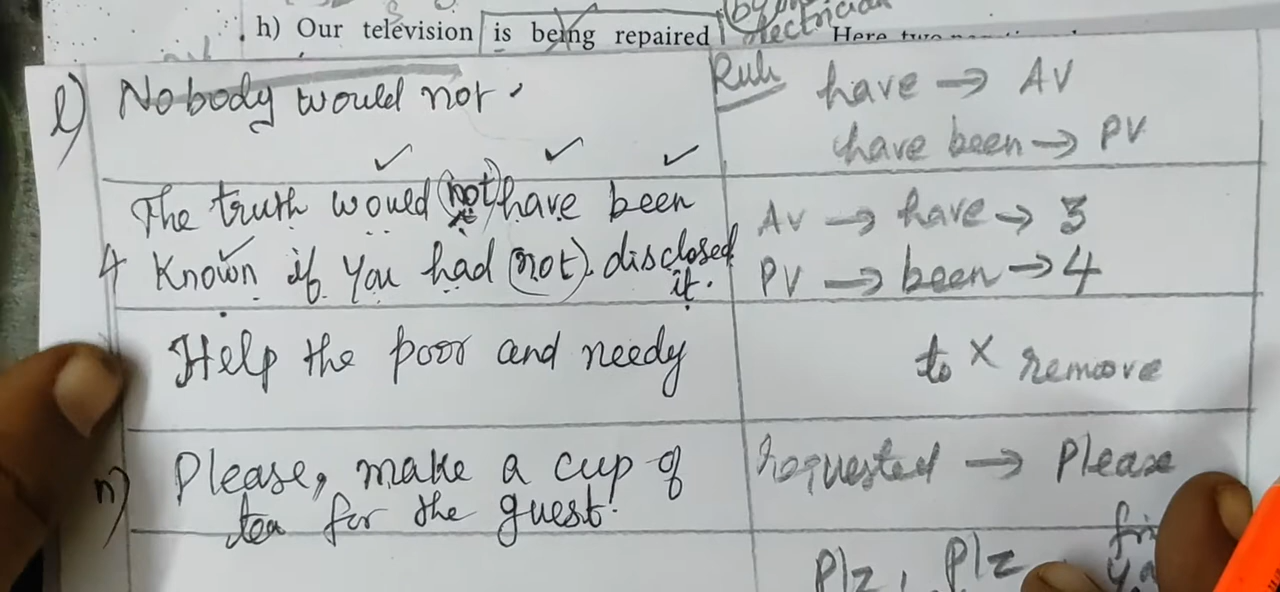 h) Our television is being repaired
(by
electrician
Here two
l) Nobody would not
Rule have → AV
have been → PV
The truth would (not) have been
4 Known if you had (not). disclosed
it.
AV → have → 3
PV → been → 4
Help the poor and needy
to × remove
n) Please, make a cup of
tea for the guest.
requested → Please
Plz, Plz